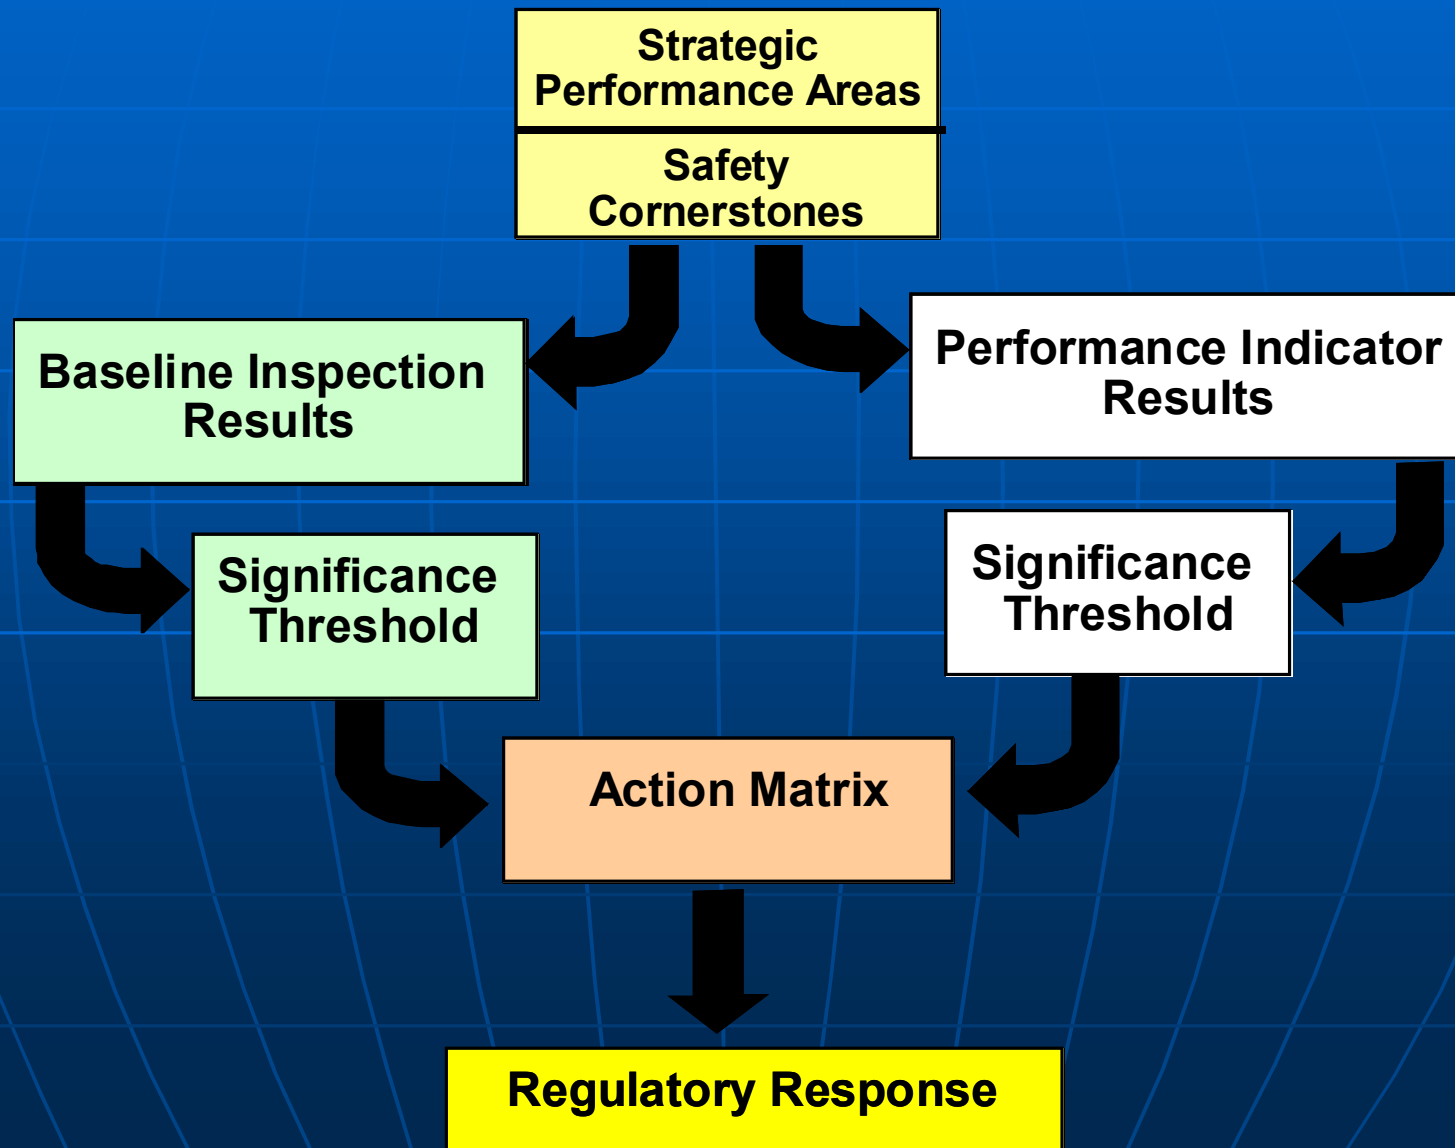 Strategic
Performance Areas
Safety
Cornerstones
Baseline Inspection
Results
Performance Indicator
Results
Significance
Threshold
Significance
Threshold
Action Matrix
Regulatory Response